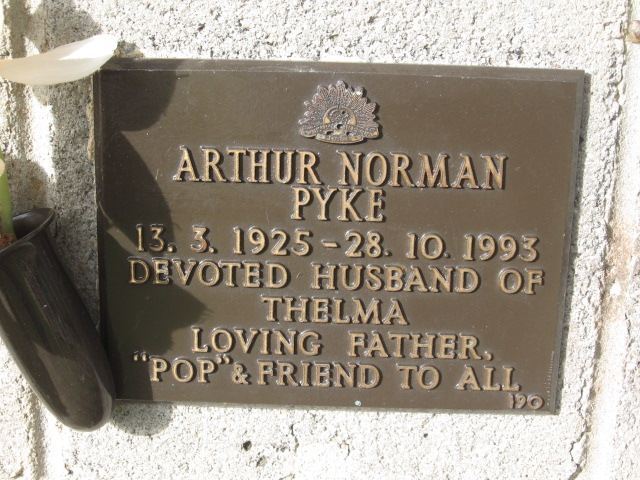 ARTHUR NORMAN
PYKE
13. 3. 1925 - 28. 10. 1993
DEVOTED HUSBAND OF
THELMA
LOVING FATHER,
"POP" & FRIEND TO ALL
190